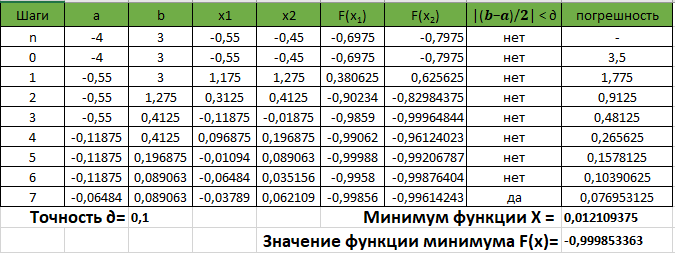 Шаги a b x1 x2 F(x₁) F(x₂) |(b−a)/2| < ∂ погрешность
n -4 3 -0,55 -0,45 -0,6975 -0,7975 нет -
0 -4 3 -0,55 -0,45 -0,6975 -0,7975 нет 3,5
1 -0,55 3 1,175 1,275 0,380625 0,625625 нет 1,775
2 -0,55 1,275 0,3125 0,4125 -0,90234 -0,82984375 нет 0,9125
3 -0,55 0,4125 -0,11875 -0,01875 -0,9859 -0,99964844 нет 0,48125
4 -0,11875 0,4125 0,096875 0,196875 -0,99062 -0,96124023 нет 0,265625
5 -0,11875 0,196875 -0,01094 0,089063 -0,99988 -0,99206787 нет 0,1578125
6 -0,11875 0,089063 -0,06484 0,035156 -0,9958 -0,99876404 нет 0,10390625
7 -0,06484 0,089063 -0,03789 0,062109 -0,99856 -0,99614243 да 0,076953125
Точность ∂= 0,1 Минимум функции X = 0,012109375
Значение функции минимума F(x)= -0,999853363